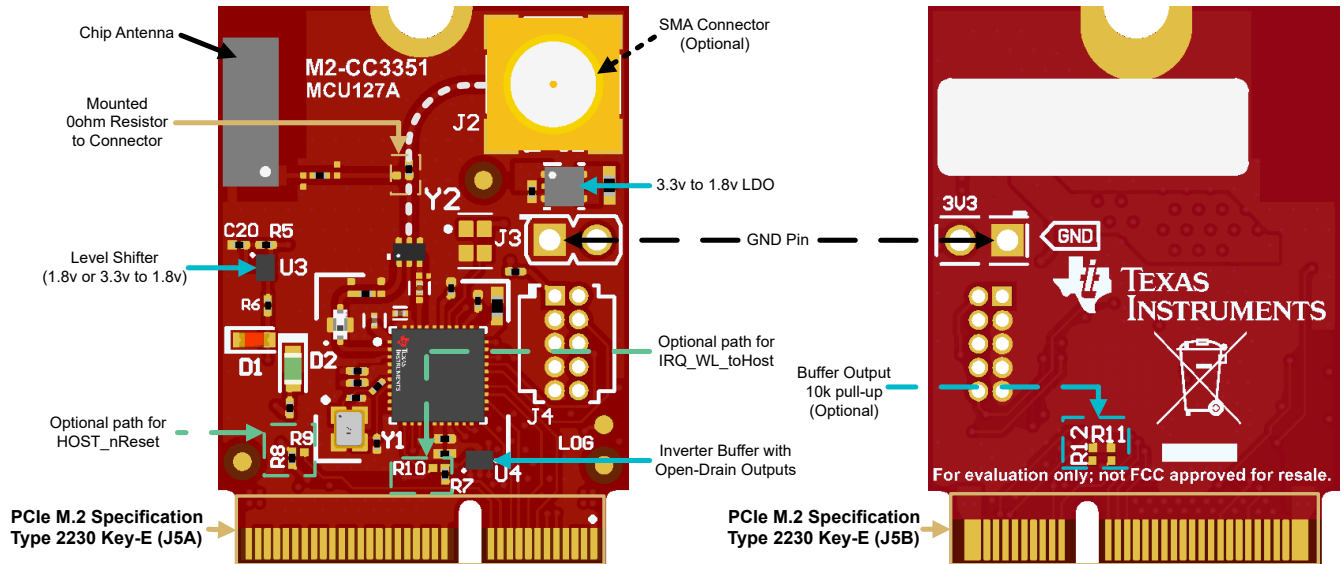 Chip Antenna
M2-CC3351
MCU127A
SMA Connector
(Optional)
Mounted
0ohm Resistor
to Connector
J2
Y2
3.3v to 1.8v LDO
J3
GND Pin
3V3
GND
C20 R5
Level Shifter
(1.8v or 3.3v to 1.8v)
U3
R6
TEXAS
INSTRUMENTS
TEXAS
INSTRUMENTS
D1
D2
Optional path for
IRQ_WL_toHost
Buffer Output
10k pull-up
(Optional)
J4
Optional path for
HOST_nReset
R8
R9
Y1
LOG
R10
R7
U4
Inverter Buffer with
Open-Drain Outputs
R12
R11
For evaluation only; not FCC approved for resale.
PCIe M.2 Specification
Type 2230 Key-E (J5A)
PCIe M.2 Specification
Type 2230 Key-E (J5B)